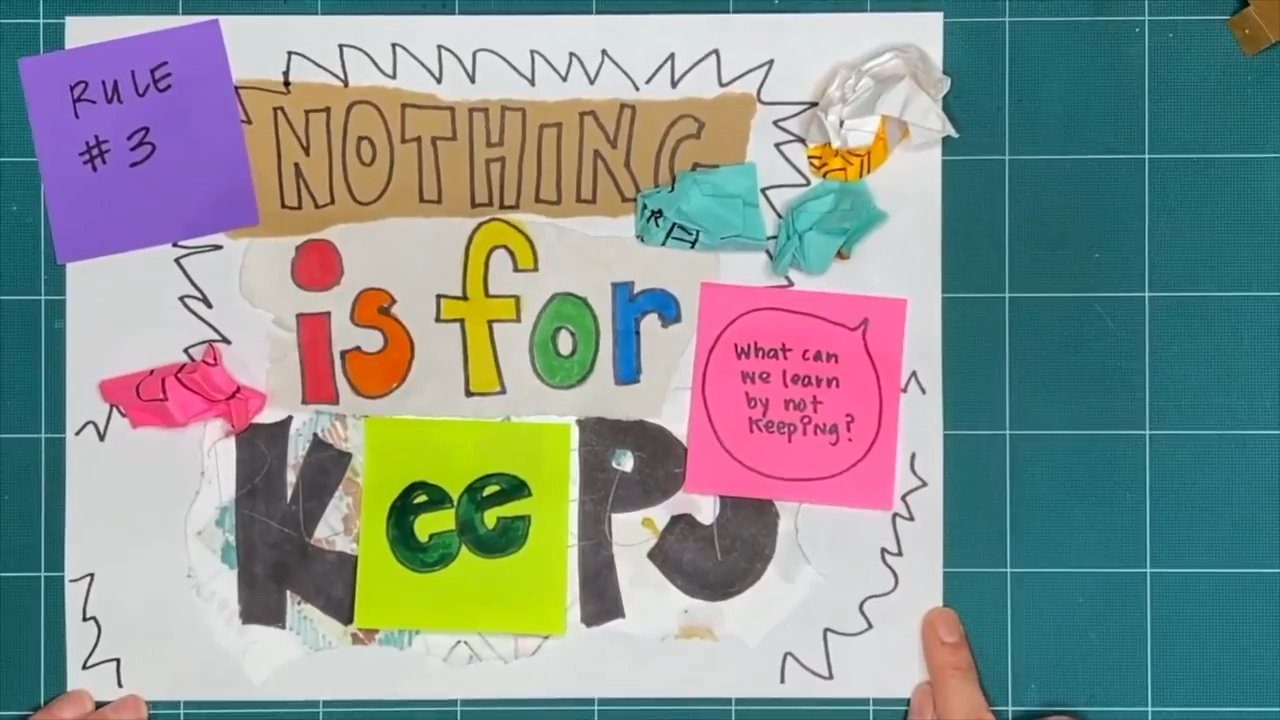 RULE
#3
NOTHING
is for
KeePS
What can
we learn
by not
keeping?